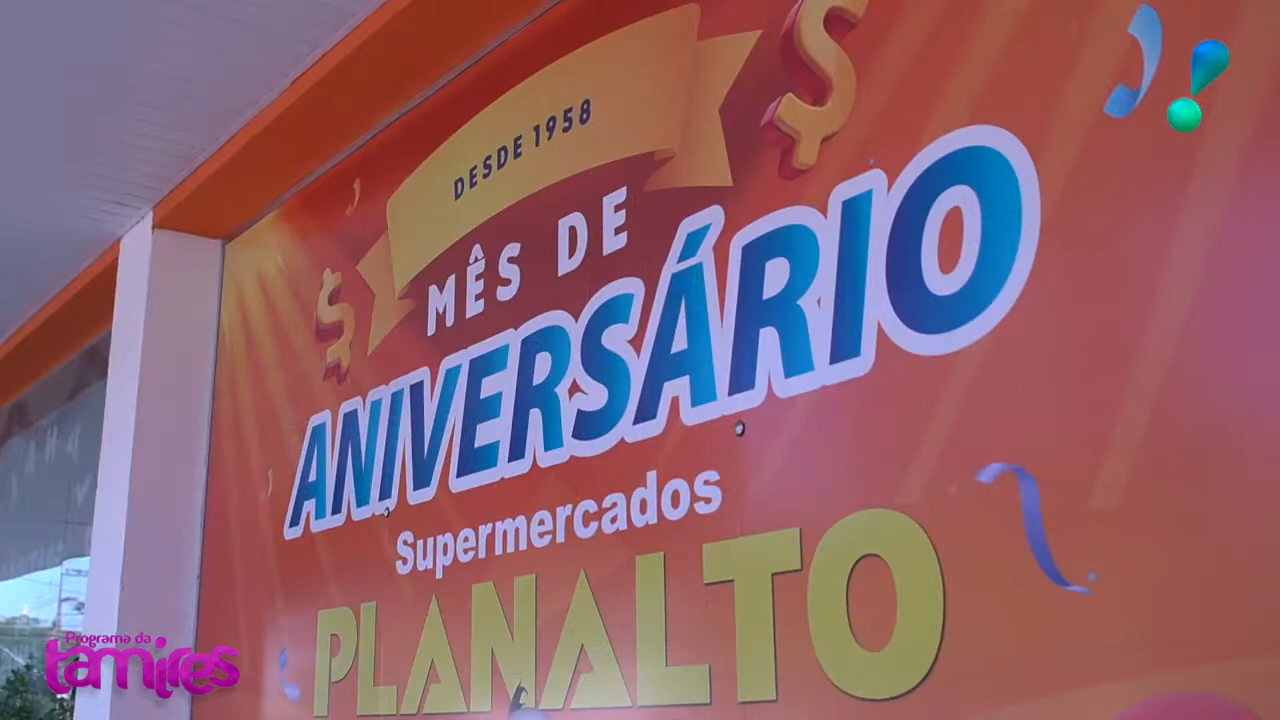 DESDE 1958
MÊS DE
ANIVERSÁRIO
Supermercados
PLANALTO
Programa da
tamires